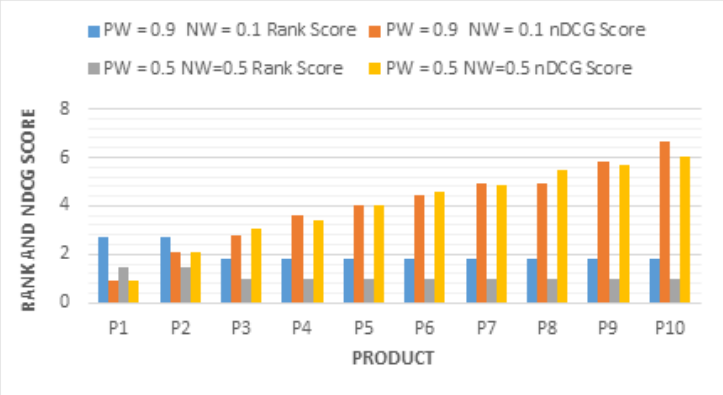 PW = 0.9 NW = 0.1 Rank Score PW = 0.9 NW = 0.1 nDCG Score
PW = 0.5 NW=0.5 Rank Score PW = 0.5 NW=0.5 nDCG Score
RANK AND NDCG SCORE
8
6
4
2
0
P1 P2 P3 P4 P5 P6 P7 P8 P9 P10
PRODUCT